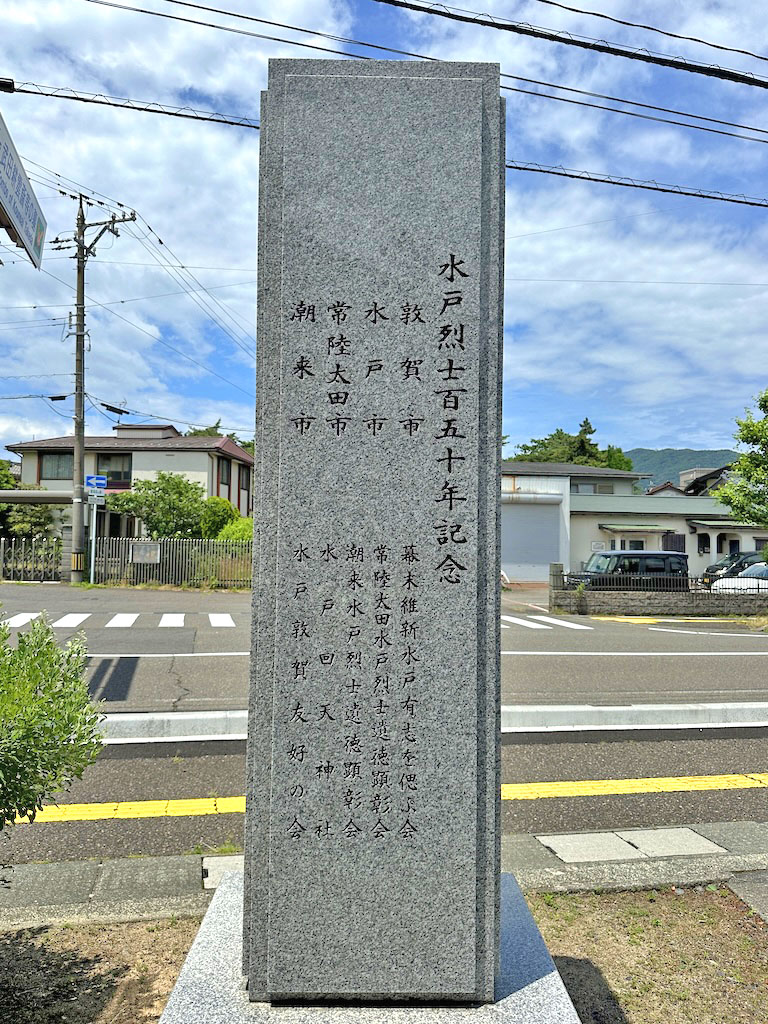 水戸烈士百五十年記念
敦賀市
水戸市
常陸太田市
潮来市
幕末維新水戸有志を偲ぶ会
常陸太田水戸烈士遺徳顕彰会
潮来水戸烈士遺徳顕彰会
水戸回天神社
水戸敦賀友好の会